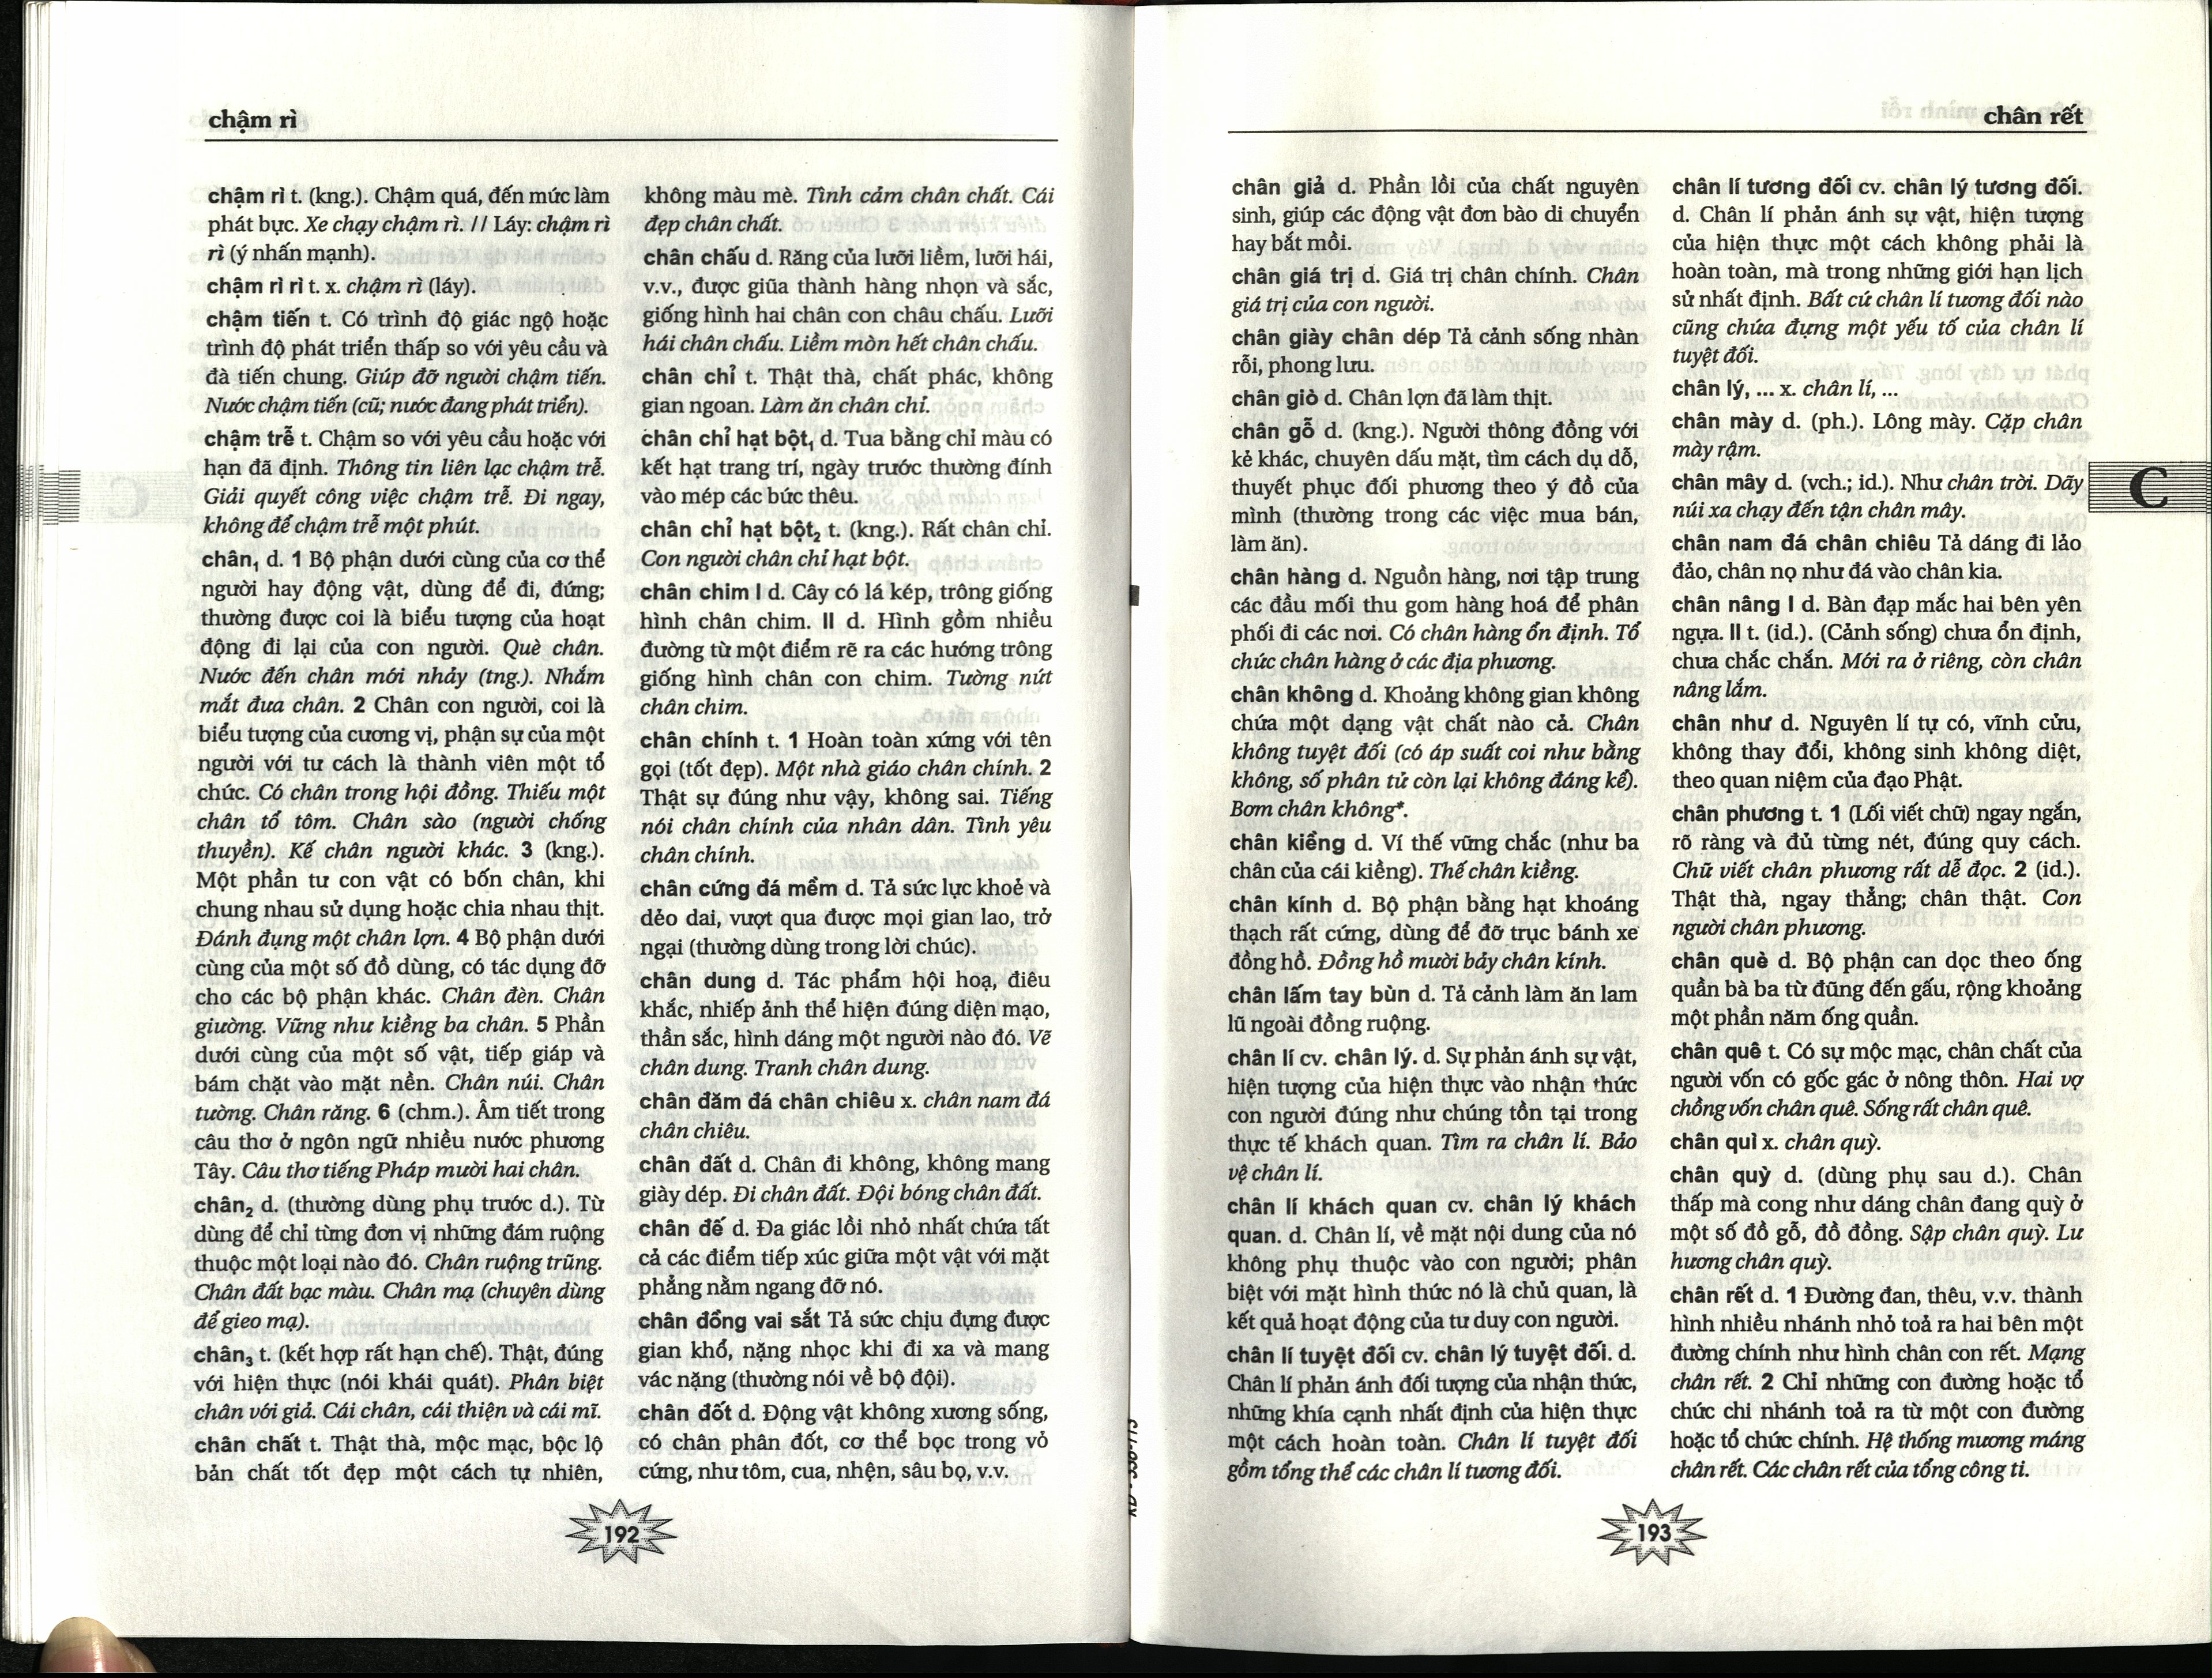 chậm rì
chậm rì t. (kng.). Chậm quá, đến mức làm
phát bực. Xe chạy chậm rì. // Láy: chậm rì
rì (ý nhấn mạnh).
chậm rì rì t. x. chậm rì (láy).
chậm tiến t. Có trình độ giác ngộ hoặc
trình độ phát triển thấp so với yêu cầu và
đà tiến chung. Giúp đỡ người chậm tiến.
Nước chậm tiến (cũ; nước đang phát triển).
chậm trễ t. Chậm so với yêu cầu hoặc với
hạn đã định. Thông tin liên lạc chậm trễ.
Giải quyết công việc chậm trễ. Đi ngay,
không để chậm trễ một phút.
chân₁ d. 1 Bộ phận dưới cùng của cơ thể
người hay động vật, dùng để đi, đứng;
thường được coi là biểu tượng của hoạt
động đi lại của con người. Què chân.
Nước đến chân mới nhảy (tng.). Nhắm
mắt đưa chân. 2 Chân con người, coi là
biểu tượng của cương vị, phận sự của một
người với tư cách là thành viên một tổ
chức. Có chân trong hội đồng. Thiếu một
chân tổ tôm. Chân sào (người chống
thuyền). Kế chân người khác. 3 (kng.).
Một phần tư con vật có bốn chân, khi
chung nhau sử dụng hoặc chia nhau thịt.
Đánh đụng một chân lợn. 4 Bộ phận dưới
cùng của một số đồ dùng, có tác dụng đỡ
cho các bộ phận khác. Chân đèn. Chân
giường. Vững như kiềng ba chân. 5 Phần
dưới cùng của một số vật, tiếp giáp và
bám chặt vào mặt nền. Chân núi. Chân
tường. Chân răng. 6 (chm.). Âm tiết trong
câu thơ ở ngôn ngữ nhiều nước phương
Tây. Câu thơ tiếng Pháp mười hai chân.
chân₂ d. (thường dùng phụ trước d.). Từ
dùng để chỉ từng đơn vị những đám ruộng
thuộc một loại nào đó. Chân ruộng trũng.
Chân đất bạc màu. Chân mạ (chuyên dùng
để gieo mạ).
chân₃ t. (kết hợp rất hạn chế). Thật, đúng
với hiện thực (nói khái quát). Phân biệt
chân với giả. Cái chân, cái thiện và cái mĩ.
chân chất t. Thật thà, mộc mạc, bộc lộ
bản chất tốt đẹp một cách tự nhiên,
không màu mè. Tình cảm chân chất. Cái
đẹp chân chất.
chân chấu d. Răng của lưỡi liềm, lưỡi hái,
v.v., được giũa thành hàng nhọn và sắc,
giống hình hai chân con châu chấu. Lưỡi
hái chân chấu. Liềm mòn hết chân chấu.
chân chỉ t. Thật thà, chất phác, không
gian ngoan. Làm ăn chân chỉ.
chân chỉ hạt bột₁ d. Tua bằng chỉ màu có
kết hạt trang trí, ngày trước thường đính
vào mép các bức thêu.
chân chỉ hạt bột₂ t. (kng.). Rất chân chỉ.
Con người chân chỉ hạt bột.
chân chim I d. Cây có lá kép, trông giống
hình chân chim. II d. Hình gồm nhiều
đường từ một điểm rẽ ra các hướng trông
giống hình chân con chim. Tường nứt
chân chim.
chân chính t. 1 Hoàn toàn xứng với tên
gọi (tốt đẹp). Một nhà giáo chân chính. 2
Thật sự đúng như vậy, không sai. Tiếng
nói chân chính của nhân dân. Tình yêu
chân chính.
chân cứng đá mềm d. Tả sức lực khoẻ và
dẻo dai, vượt qua được mọi gian lao, trở
ngại (thường dùng trong lời chúc).
chân dung d. Tác phẩm hội hoạ, điêu
khắc, nhiếp ảnh thể hiện đúng diện mạo,
thần sắc, hình dáng một người nào đó. Vẽ
chân dung. Tranh chân dung.
chân đăm đá chân chiêu x. chân nam đá
chân chiêu.
chân đất d. Chân đi không, không mang
giày dép. Đi chân đất. Đội bóng chân đất.
chân đế d. Đa giác lồi nhỏ nhất chứa tất
cả các điểm tiếp xúc giữa một vật với mặt
phẳng nằm ngang đỡ nó.
chân đồng vai sắt Tả sức chịu đựng được
gian khổ, nặng nhọc khi đi xa và mang
vác nặng (thường nói về bộ đội).
chân đốt d. Động vật không xương sống,
có chân phân đốt, cơ thể bọc trong vỏ
cứng, như tôm, cua, nhện, sâu bọ, v.v.
192
chân rết
chân giả d. Phần lồi của chất nguyên
sinh, giúp các động vật đơn bào di chuyển
hay bắt mồi.
chân giá trị d. Giá trị chân chính. Chân
giá trị của con người.
chân giày chân dép Tả cảnh sống nhàn
rỗi, phong lưu.
chân giò d. Chân lợn đã làm thịt.
chân gỗ d. (kng.). Người thông đồng với
kẻ khác, chuyên dấu mặt, tìm cách dụ dỗ,
thuyết phục đối phương theo ý đồ của
mình (thường trong các việc mua bán,
làm ăn).
chân hàng d. Nguồn hàng, nơi tập trung
các đầu mối thu gom hàng hoá để phân
phối đi các nơi. Có chân hàng ổn định. Tổ
chức chân hàng ở các địa phương.
chân không d. Khoảng không gian không
chứa một dạng vật chất nào cả. Chân
không tuyệt đối (có áp suất coi như bằng
không, số phân tử còn lại không đáng kể).
Bơm chân không*.
chân kiềng d. Ví thế vững chắc (như ba
chân của cái kiềng). Thế chân kiềng.
chân kính d. Bộ phận bằng hạt khoáng
thạch rất cứng, dùng để đỡ trục bánh xe
đồng hồ. Đồng hồ mười bảy chân kính.
chân lấm tay bùn d. Tả cảnh làm ăn lam
lũ ngoài đồng ruộng.
chân lí cv. chân lý. d. Sự phản ánh sự vật,
hiện tượng của hiện thực vào nhận thức
con người đúng như chúng tồn tại trong
thực tế khách quan. Tìm ra chân lí. Bảo
vệ chân lí.
chân lí khách quan cv. chân lý khách
quan. d. Chân lí, về mặt nội dung của nó
không phụ thuộc vào con người; phân
biệt với mặt hình thức nó là chủ quan, là
kết quả hoạt động của tư duy con người.
chân lí tuyệt đối cv. chân lý tuyệt đối. d.
Chân lí phản ánh đối tượng của nhận thức,
những khía cạnh nhất định của hiện thực
một cách hoàn toàn. Chân lí tuyệt đối
gồm tổng thể các chân lí tương đối.
chân lí tương đối cv. chân lý tương đối.
d. Chân lí phản ánh sự vật, hiện tượng
của hiện thực một cách không phải là
hoàn toàn, mà trong những giới hạn lịch
sử nhất định. Bất cứ chân lí tương đối nào
cũng chứa đựng một yếu tố của chân lí
tuyệt đối.
chân lý, ... x. chân lí, ...
chân mày d. (ph.). Lông mày. Cặp chân
mày rậm.
chân mây d. (vch.; id.). Như chân trời. Dãy
núi xa chạy đến tận chân mây.
chân nam đá chân chiêu Tả dáng đi lảo
đảo, chân nọ như đá vào chân kia.
chân nâng I d. Bàn đạp mắc hai bên yên
ngựa. II t. (id.). (Cảnh sống) chưa ổn định,
chưa chắc chắn. Mới ra ở riêng, còn chân
nâng lắm.
chân như d. Nguyên lí tự có, vĩnh cửu,
không thay đổi, không sinh không diệt,
theo quan niệm của đạo Phật.
chân phương t. 1 (Lối viết chữ) ngay ngắn,
rõ ràng và đủ từng nét, đúng quy cách.
Chữ viết chân phương rất dễ đọc. 2 (id.).
Thật thà, ngay thẳng; chân thật. Con
người chân phương.
chân què d. Bộ phận can dọc theo ống
quần bà ba từ đũng đến gấu, rộng khoảng
một phần năm ống quần.
chân quê t. Có sự mộc mạc, chân chất của
người vốn có gốc gác ở nông thôn. Hai vợ
chồng vốn chân quê. Sống rất chân quê.
chân quì x. chân quỳ.
chân quỳ d. (dùng phụ sau d.). Chân
thấp mà cong như dáng chân đang quỳ ở
một số đồ gỗ, đồ đồng. Sập chân quỳ. Lư
hương chân quỳ.
chân rết d. 1 Đường đan, thêu, v.v. thành
hình nhiều nhánh nhỏ toả ra hai bên một
đường chính như hình chân con rết. Mạng
chân rết. 2 Chỉ những con đường hoặc tổ
chức chi nhánh toả ra từ một con đường
hoặc tổ chức chính. Hệ thống mương máng
chân rết. Các chân rết của tổng công ti.
C
193